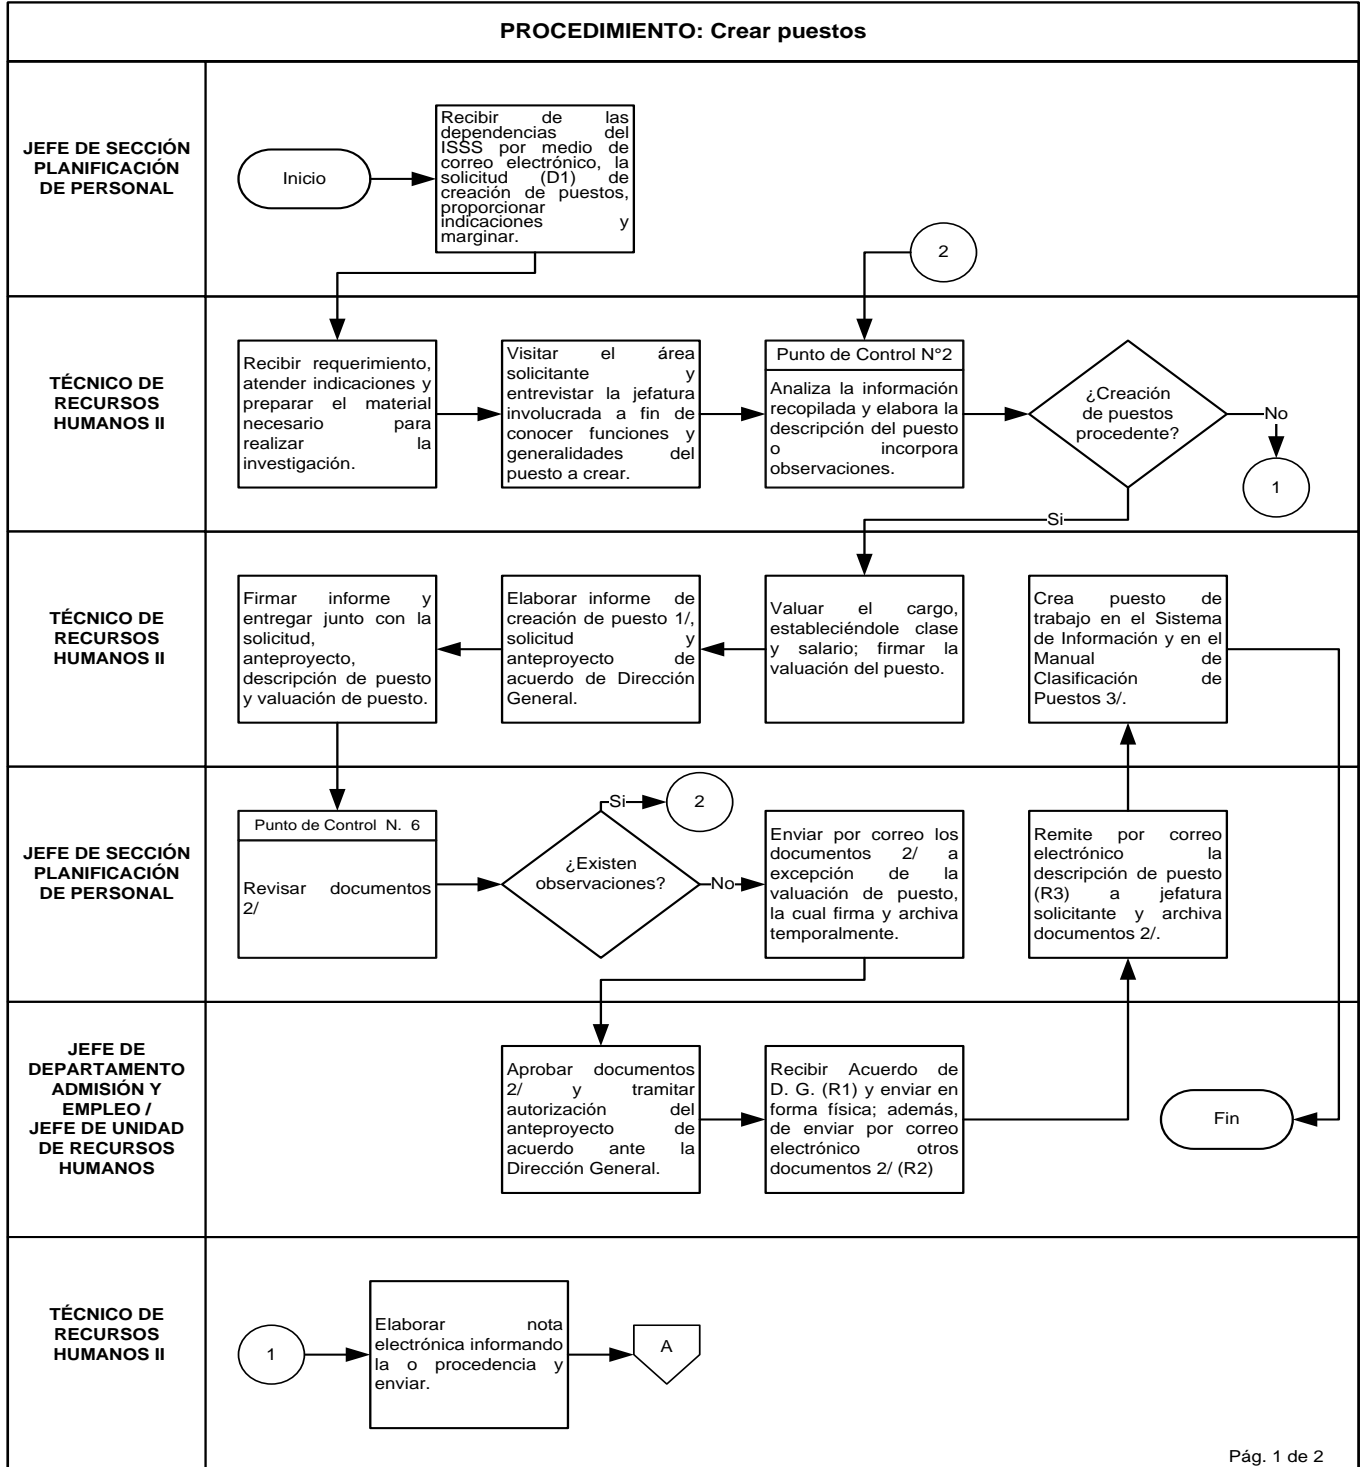 PROCEDIMIENTO: Crear puestos
JEFE DE SECCIÓN
PLANIFICACIÓN
DE PERSONAL
Inicio
Recibir de las
dependencias del
ISSS por medio de
correo electrónico, la
solicitud (D1) de
creación de puestos,
proporcionar
indicaciones y
marginar.
2
TÉCNICO DE
RECURSOS
HUMANOS II
Recibir requerimiento,
atender indicaciones y
preparar el material
necesario para
realizar la
investigación.
Visitar el área
solicitante y
entrevistar la jefatura
involucrada a fin de
conocer funciones y
generalidades del
puesto a crear.
Punto de Control N°2
Analiza la información
recopilada y elabora la
descripción del puesto
o incorpora
observaciones.
¿Creación
de puestos
procedente?
No
1
Si
TÉCNICO DE
RECURSOS
HUMANOS II
Firmar informe y
entregar junto con la
solicitud,
anteproyecto,
descripción de puesto
y valuación de puesto.
Elaborar informe de
creación de puesto 1/,
solicitud y
anteproyecto de
acuerdo de Dirección
General.
Valuar el cargo,
estableciéndole clase
y salario; firmar la
valuación del puesto.
Crea puesto de
trabajo en el Sistema
de Información y en el
Manual de
Clasificación de
Puestos 3/.
JEFE DE SECCIÓN
PLANIFICACIÓN
DE PERSONAL
Punto de Control N. 6
Revisar documentos
2/
¿Existen
observaciones?
Si
2
No
Enviar por correo los
documentos 2/ a
excepción de la
valuación de puesto,
la cual firma y archiva
temporalmente.
Remite por correo
electrónico la
descripción de puesto
(R3) a jefatura
solicitante y archiva
documentos 2/.
JEFE DE
DEPARTAMENTO
ADMISIÓN Y
EMPLEO /
JEFE DE UNIDAD
DE RECURSOS
HUMANOS
Aprobar documentos
2/ y tramitar
autorización del
anteproyecto de
acuerdo ante la
Dirección General.
Recibir Acuerdo de
D. G. (R1) y enviar en
forma física; además,
de enviar por correo
electrónico otros
documentos 2/ (R2)
Fin
TÉCNICO DE
RECURSOS
HUMANOS II
1
Elaborar nota
electrónica informando
la o procedencia y
enviar.
A
Pág. 1 de 2